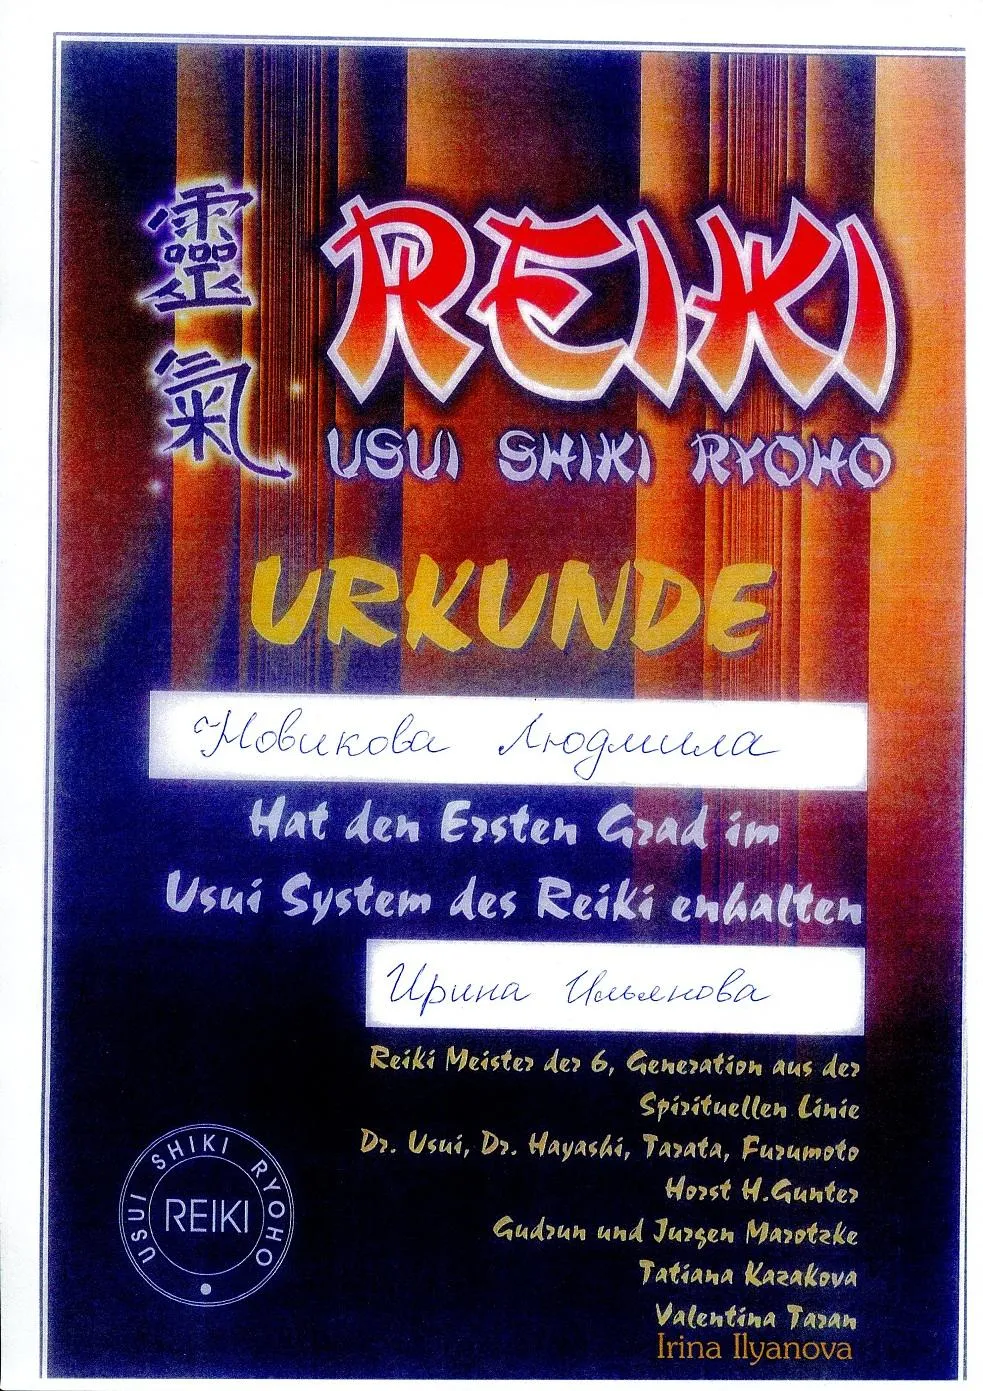 靈氣
REIKI
USUI SHIKI RYOHO
URKUNDE
Новикова Людмила
Hat den Ersten Grad im
Usui System des Reiki enhalten
Ирина Ильянова
Reiki Meister der 6, Generation aus der
Spirituellen Linie
Dr. Usui, Dr. Hayashi, Tarata, Furumoto
Horst H.Gunter
Gudrun und Jurgen Marotzke
Tatiana Kazakova
Valentina Taran
Irina Ilyanova
USUI SHIKI RYOHO
REIKI